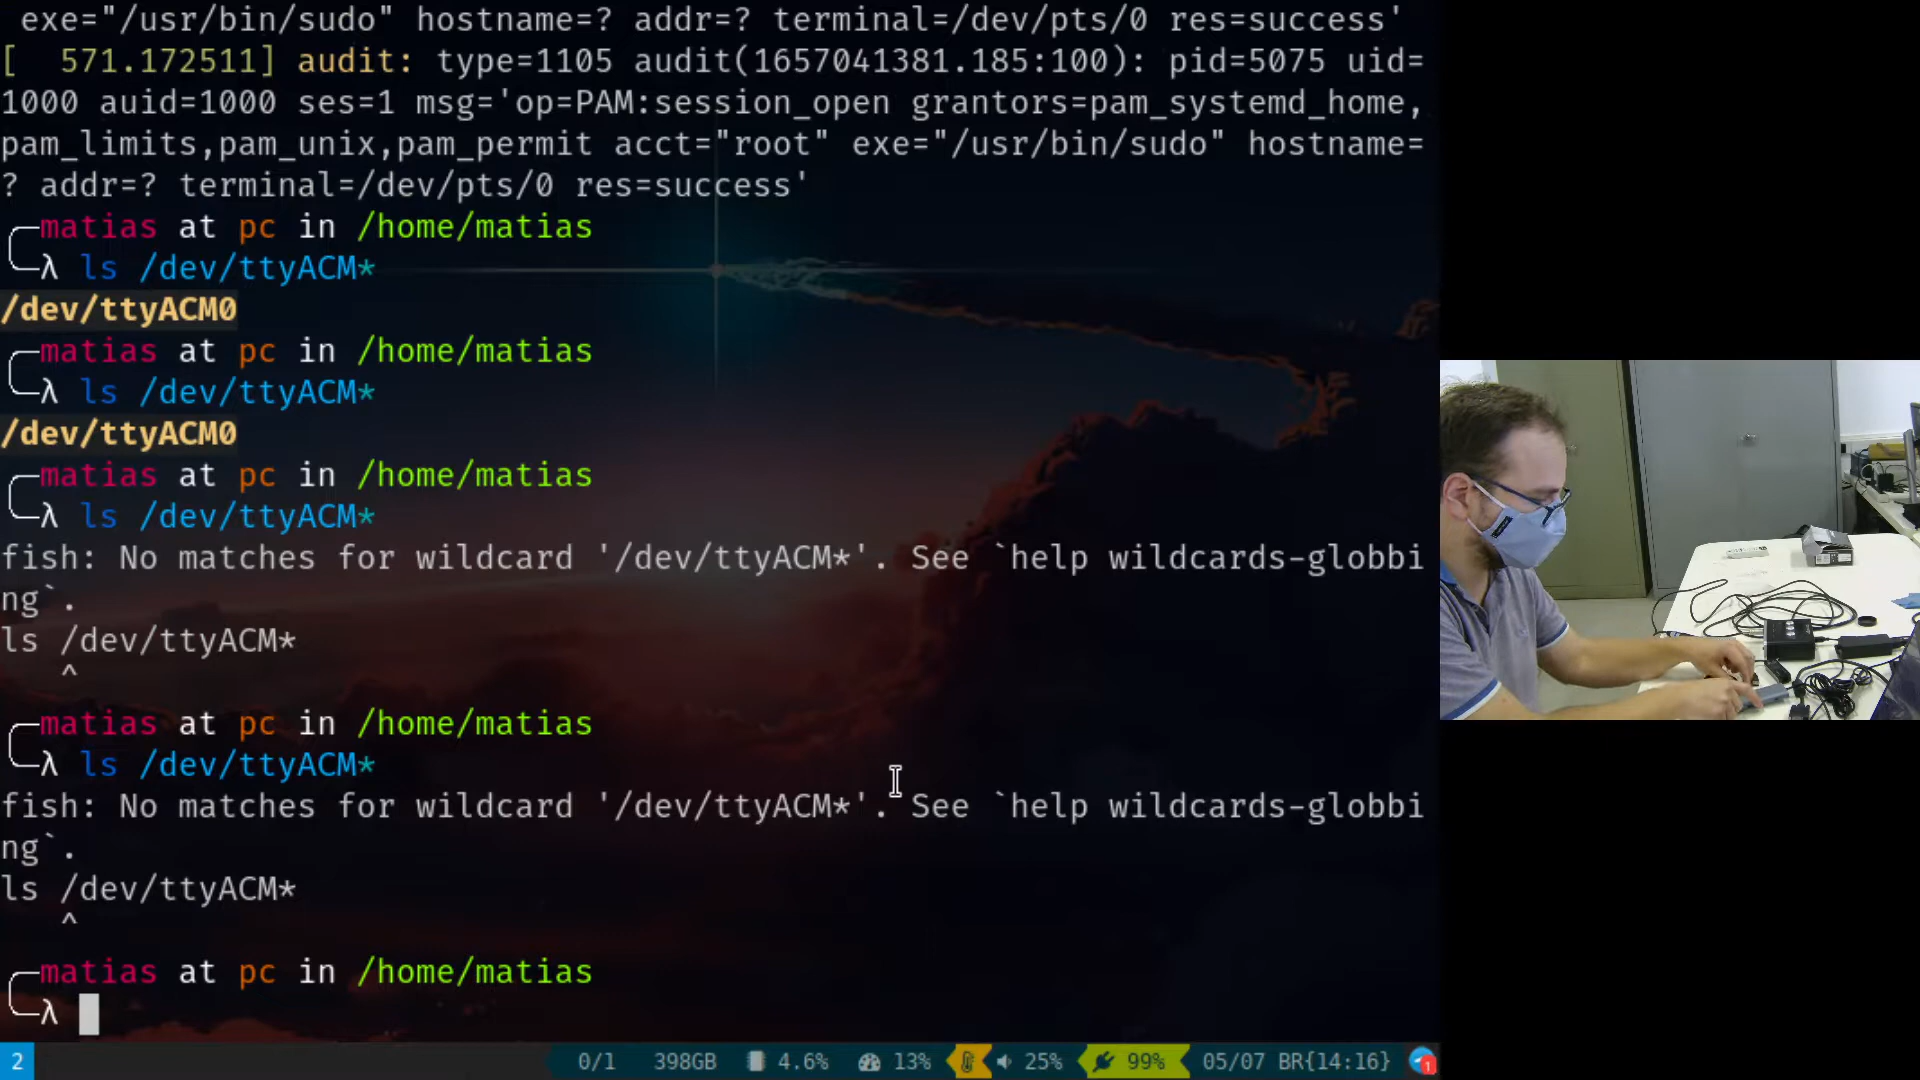 exe="/usr/bin/sudo" hostname=? addr=? terminal=/dev/pts/0 res=success'
[  571.172511] audit: type=1105 audit(1657041381.185:100): pid=5075 uid=
1000 auid=1000 ses=1 msg='op=PAM:session_open grantors=pam_systemd_home,
pam_limits,pam_unix,pam_permit acct="root" exe="/usr/bin/sudo" hostname=
? addr=? terminal=/dev/pts/0 res=success'
╭─matias at pc in /home/matias
╰─λ ls /dev/ttyACM*
/dev/ttyACM0
╭─matias at pc in /home/matias
╰─λ ls /dev/ttyACM*
/dev/ttyACM0
╭─matias at pc in /home/matias
╰─λ ls /dev/ttyACM*
fish: No matches for wildcard '/dev/ttyACM*'. See `help wildcards-globbi
ng`.
ls /dev/ttyACM*
   ^
╭─matias at pc in /home/matias
╰─λ ls /dev/ttyACM*
fish: No matches for wildcard '/dev/ttyACM*'. See `help wildcards-globbi
ng`.
ls /dev/ttyACM*
   ^
╭─matias at pc in /home/matias
╰─λ
2 0/1 398GB 4.6% 13% 25% 99% 05/07 BR{14:16} 1